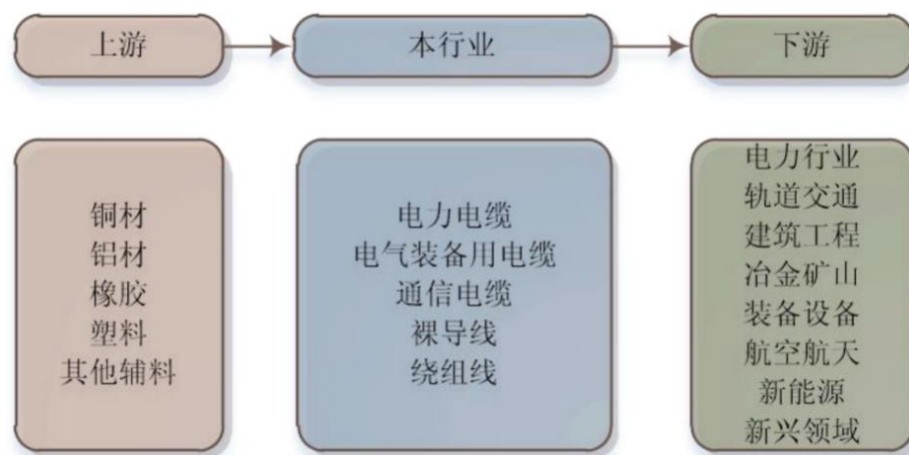 上游
本行业
下游
铜材
铝材
橡胶
塑料
其他辅料
电力电缆
电气装备用电缆
通信电缆
裸导线
绕组线
电力行业
轨道交通
建筑工程
冶金矿山
装备设备
航空航天
新能源
新兴领域